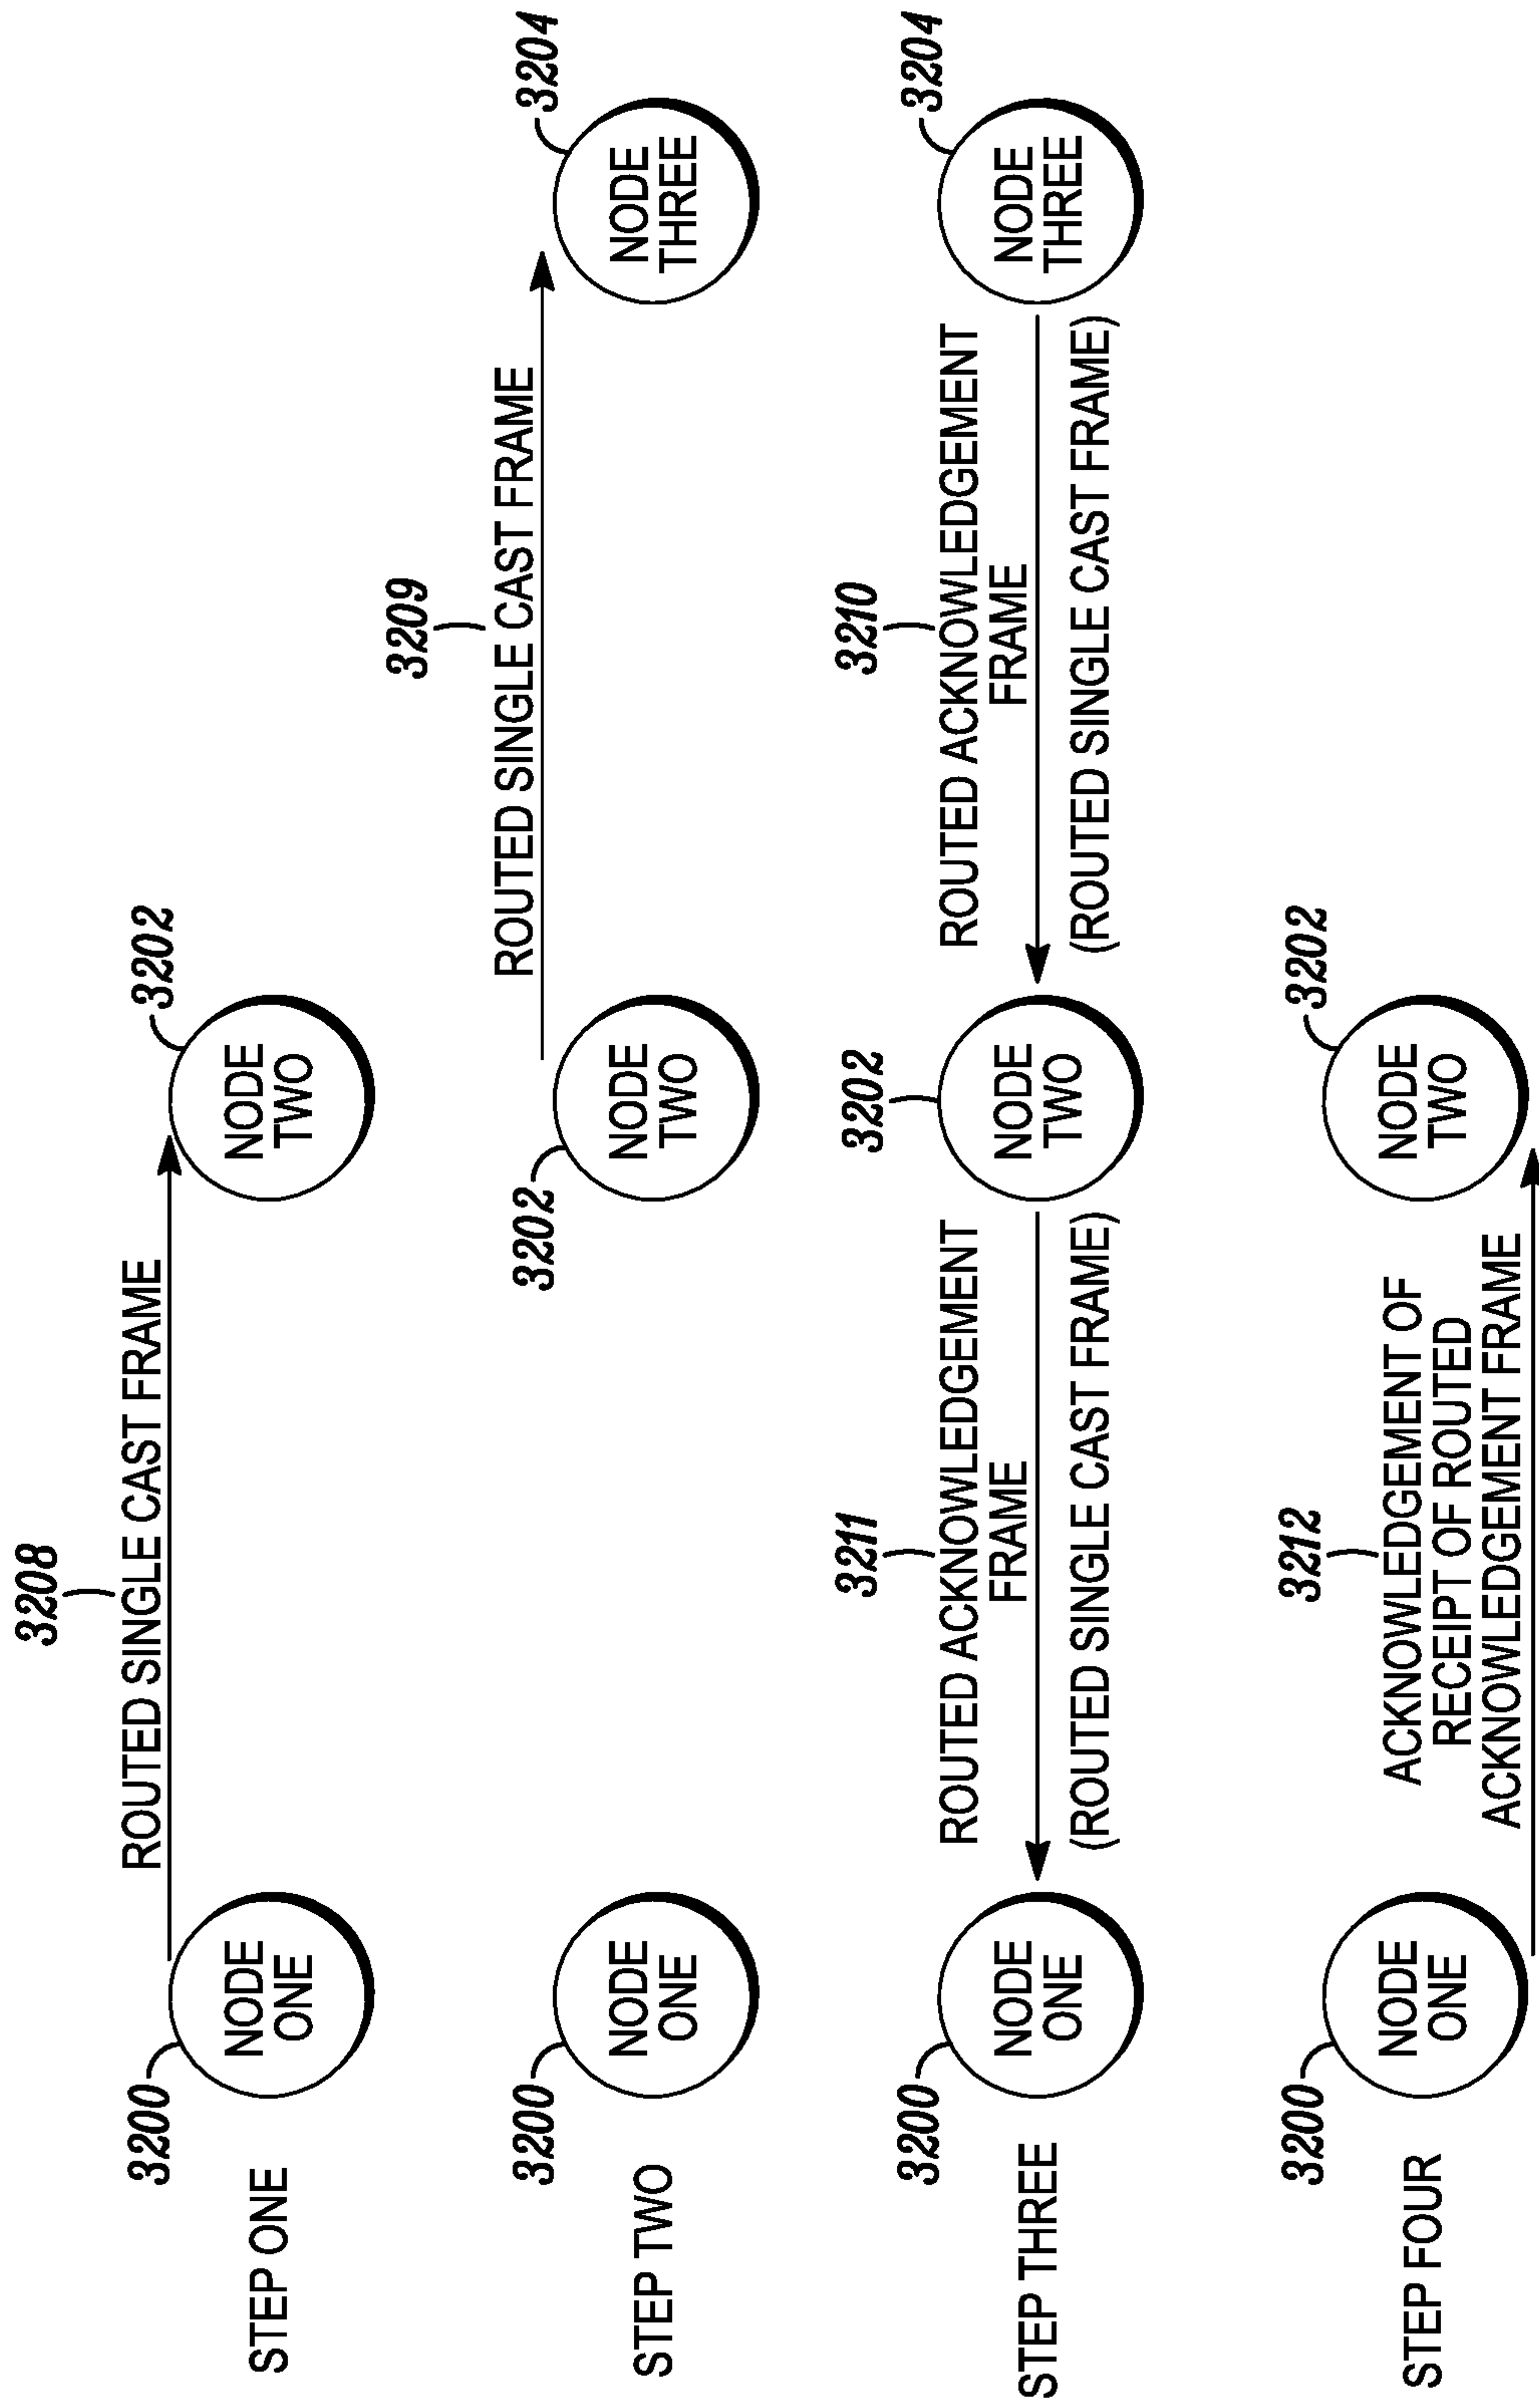 3208
ROUTED SINGLE CAST FRAME
3200
3202
STEP ONE
NODE
ONE
NODE
TWO
3209
ROUTED SINGLE CAST FRAME
3200
3202
3204
STEP TWO
NODE
ONE
NODE
TWO
NODE
THREE
3211
3210
ROUTED ACKNOWLEDGEMENT
FRAME
ROUTED ACKNOWLEDGEMENT
FRAME
3200
3202
3204
STEP THREE
NODE
ONE
NODE
TWO
NODE
THREE
(ROUTED SINGLE CAST FRAME)
(ROUTED SINGLE CAST FRAME)
3212
3200
3202
STEP FOUR
NODE
ONE
ACKNOWLEDGEMENT OF
RECEIPT OF ROUTED
ACKNOWLEDGEMENT FRAME
NODE
TWO